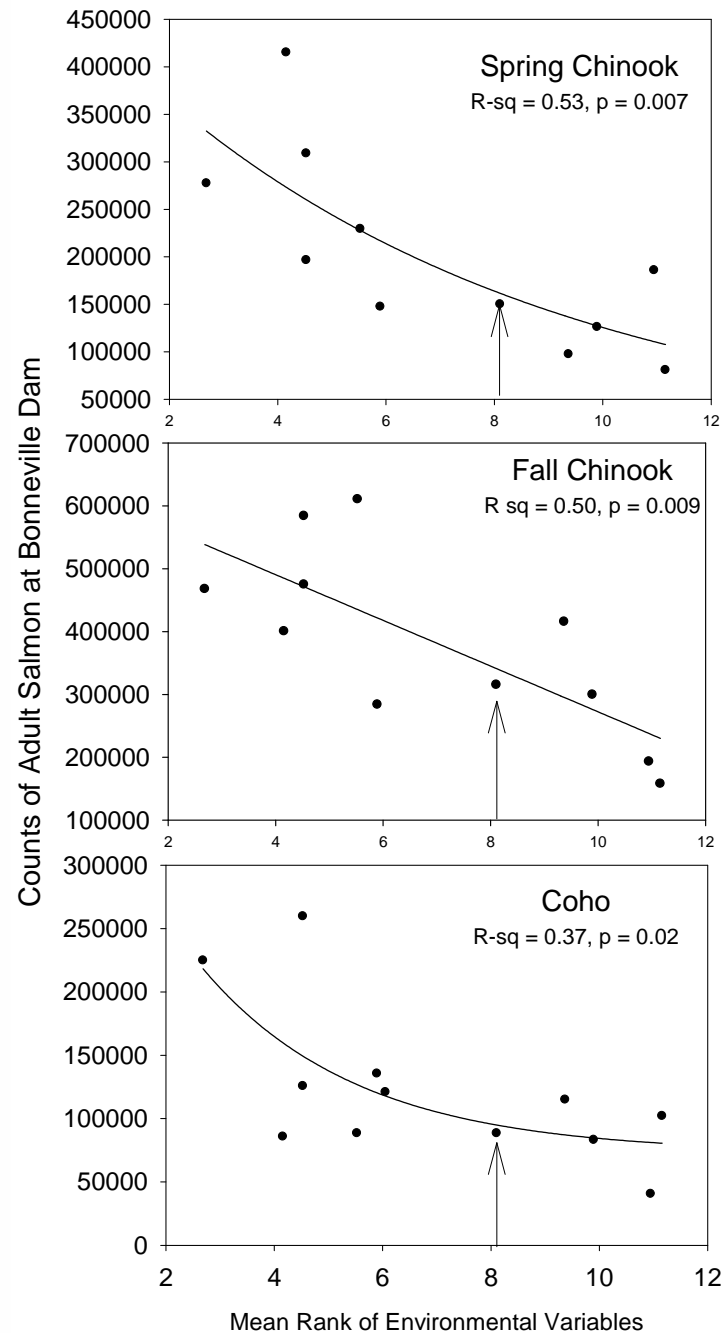 Counts of Adult Salmon at Bonneville Dam
450000
400000
350000
300000
250000
200000
150000
100000
50000
Spring Chinook
R-sq = 0.53, p = 0.007
2 4 6 8 10 12
700000
600000
500000
400000
300000
200000
100000
Fall Chinook
R sq = 0.50, p = 0.009
2 4 6 8 10 12
300000
250000
200000
150000
100000
50000
0
Coho
R-sq = 0.37, p = 0.02
2 4 6 8 10 12
Mean Rank of Environmental Variables